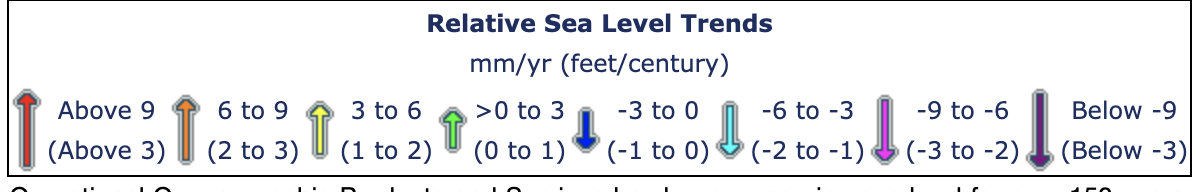 Relative Sea Level Trends
mm/yr (feet/century)
Above 9 6 to 9 3 to 6 >0 to 3 -3 to 0 -6 to -3 -9 to -6 Below -9
(Above 3) (2 to 3) (1 to 2) (0 to 1) (-1 to 0) (-2 to -1) (-3 to -2) (Below -3)